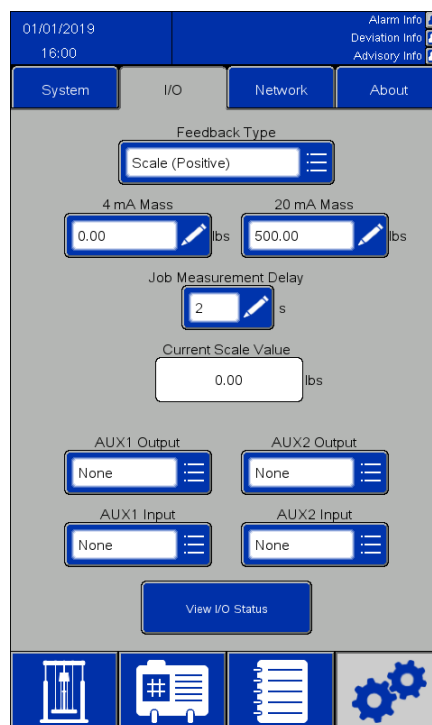 01/01/2019
16:00
Alarm Info
Deviation Info
Advisory Info
System
I/O
Network
About
Feedback Type
Scale (Positive)
4 mA Mass
20 mA Mass
0.00
lbs
500.00
lbs
Job Measurement Delay
2
s
Current Scale Value
0.00
lbs
AUX1 Output
AUX2 Output
None
None
AUX1 Input
AUX2 Input
None
None
View I/O Status
#